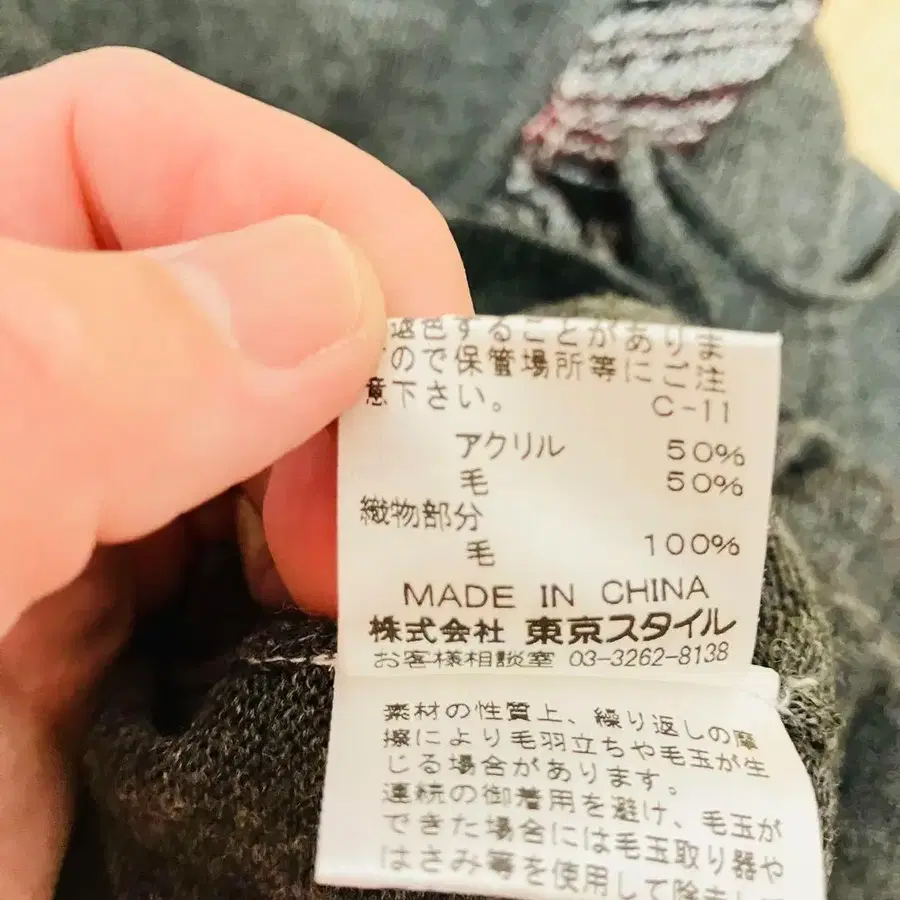 返色することがありま
ので保管場所等にご注
意下さい。 C-11
アクリル 50%
毛 50%
織物部分
毛 100%
MADE IN CHINA
株式会社 東京スタイル
お客様相談室 03-3262-8138
素材の性質上、繰り返しの摩
擦により毛羽立ちや毛玉が生
じる場合があります。
連続の御着用を避け、毛玉が
できた場合には毛玉取り器や
はさみ等を使用して除去し